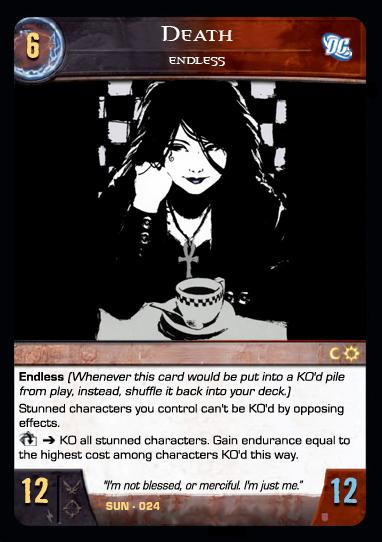 6
Death
ENDLESS
DC
Endless (Whenever this card would be put into a KO'd pile
from play, instead, shuffle it back into your deck.)
Stunned characters you control can't be KO'd by opposing
effects.
➔ KO all stunned characters. Gain endurance equal to
the highest cost among characters KO'd this way.
12
"I'm not blessed, or merciful. I'm just me."
12
SUN · 024